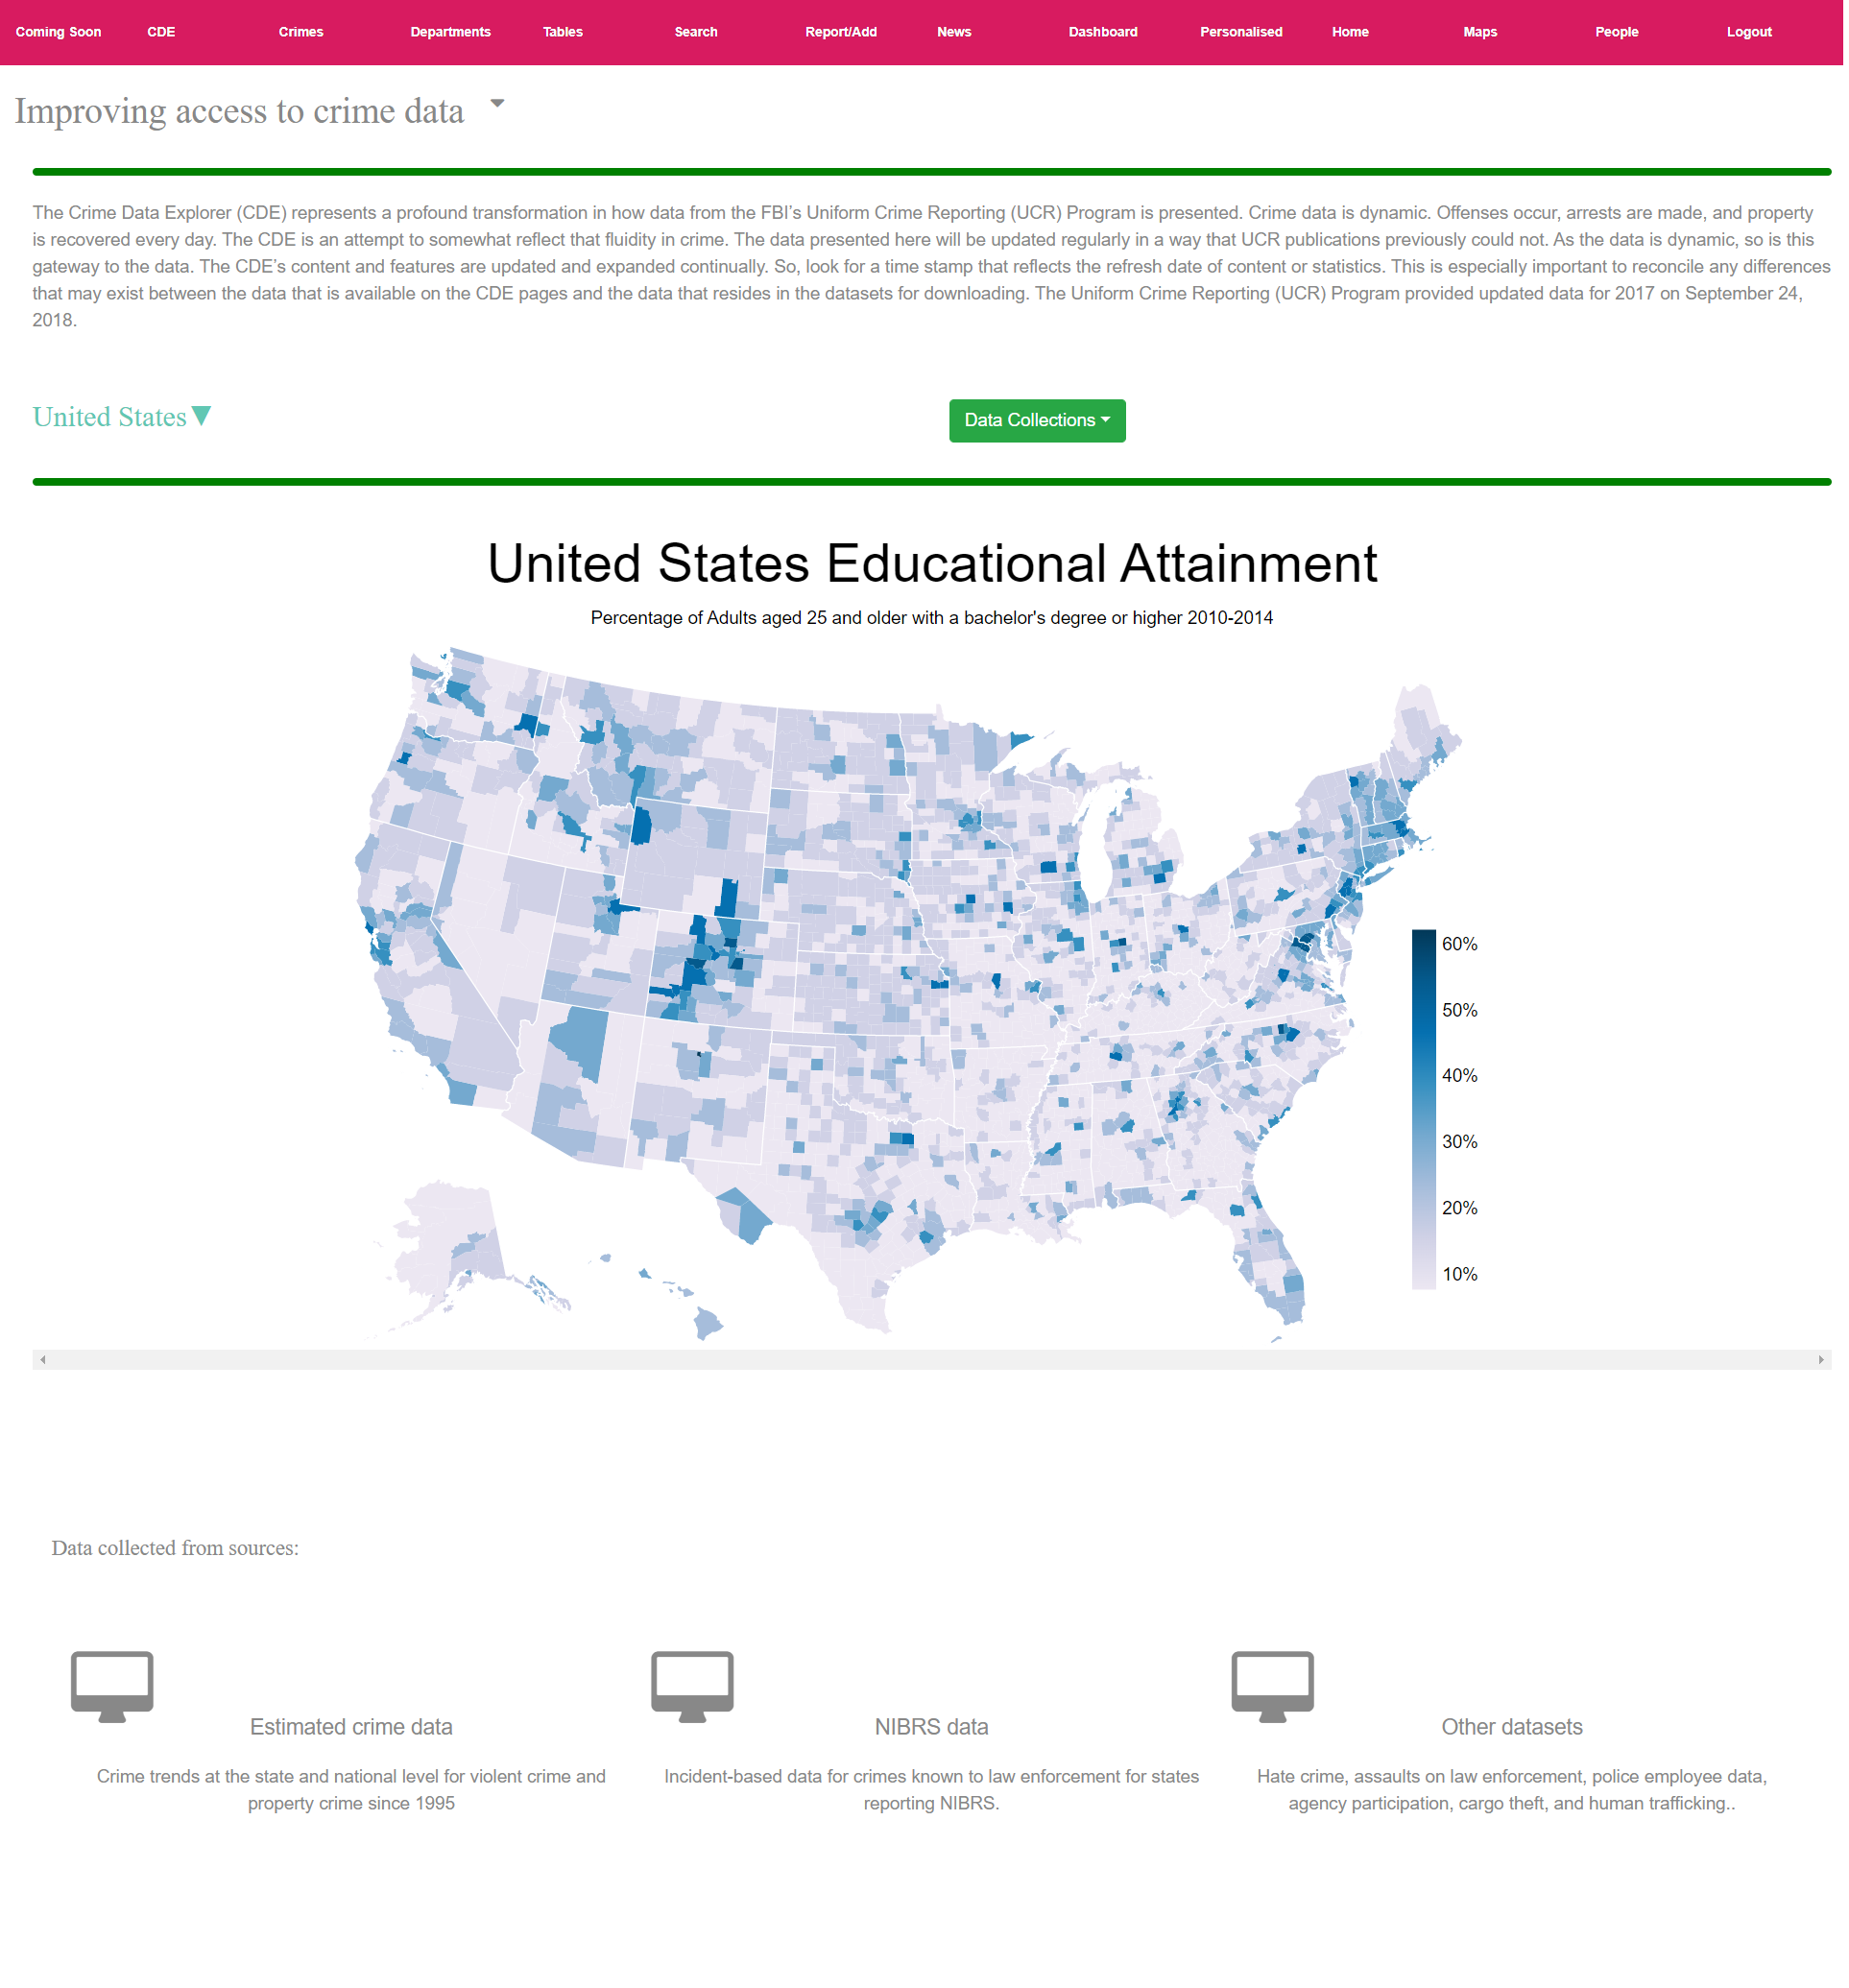 Coming Soon CDE Crimes Departments Tables Search Report/Add News Dashboard Personalised Home Maps People Logout
Improving access to crime data
The Crime Data Explorer (CDE) represents a profound transformation in how data from the FBI’s Uniform Crime Reporting (UCR) Program is presented. Crime data is dynamic. Offenses occur, arrests are made, and property
is recovered every day. The CDE is an attempt to somewhat reflect that fluidity in crime. The data presented here will be updated regularly in a way that UCR publications previously could not. As the data is dynamic, so is this
gateway to the data. The CDE’s content and features are updated and expanded continually. So, look for a time stamp that reflects the refresh date of content or statistics. This is especially important to reconcile any differences
that may exist between the data that is available on the CDE pages and the data that resides in the datasets for downloading. The Uniform Crime Reporting (UCR) Program provided updated data for 2017 on September 24,
2018.
United States▼
Data Collections
United States Educational Attainment
Percentage of Adults aged 25 and older with a bachelor's degree or higher 2010-2014
60%
50%
40%
30%
20%
10%
Data collected from sources:
Estimated crime data
Crime trends at the state and national level for violent crime and
property crime since 1995
NIBRS data
Incident-based data for crimes known to law enforcement for states
reporting NIBRS.
Other datasets
Hate crime, assaults on law enforcement, police employee data,
agency participation, cargo theft, and human trafficking..